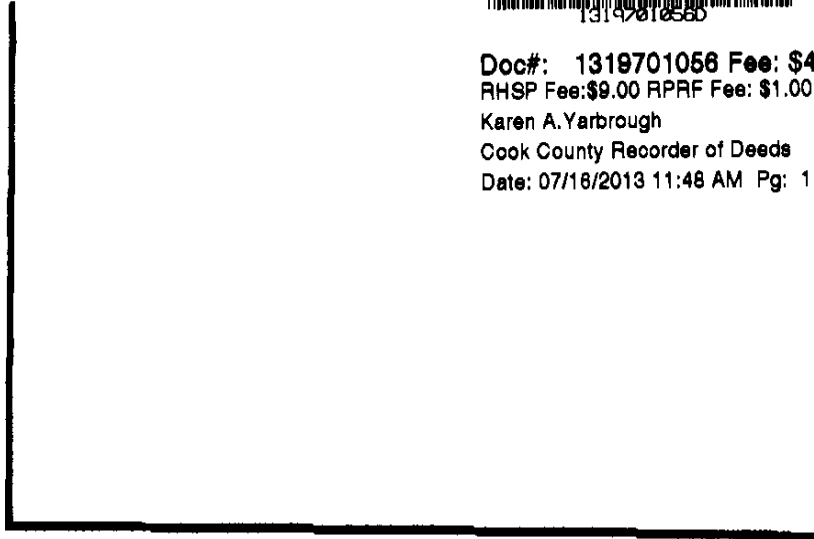 1319701056D
Doc#: 1319701056 Fee: $4
RHSP Fee:$9.00 RPRF Fee: $1.00
Karen A.Yarbrough
Cook County Recorder of Deeds
Date: 07/16/2013 11:48 AM Pg: 1